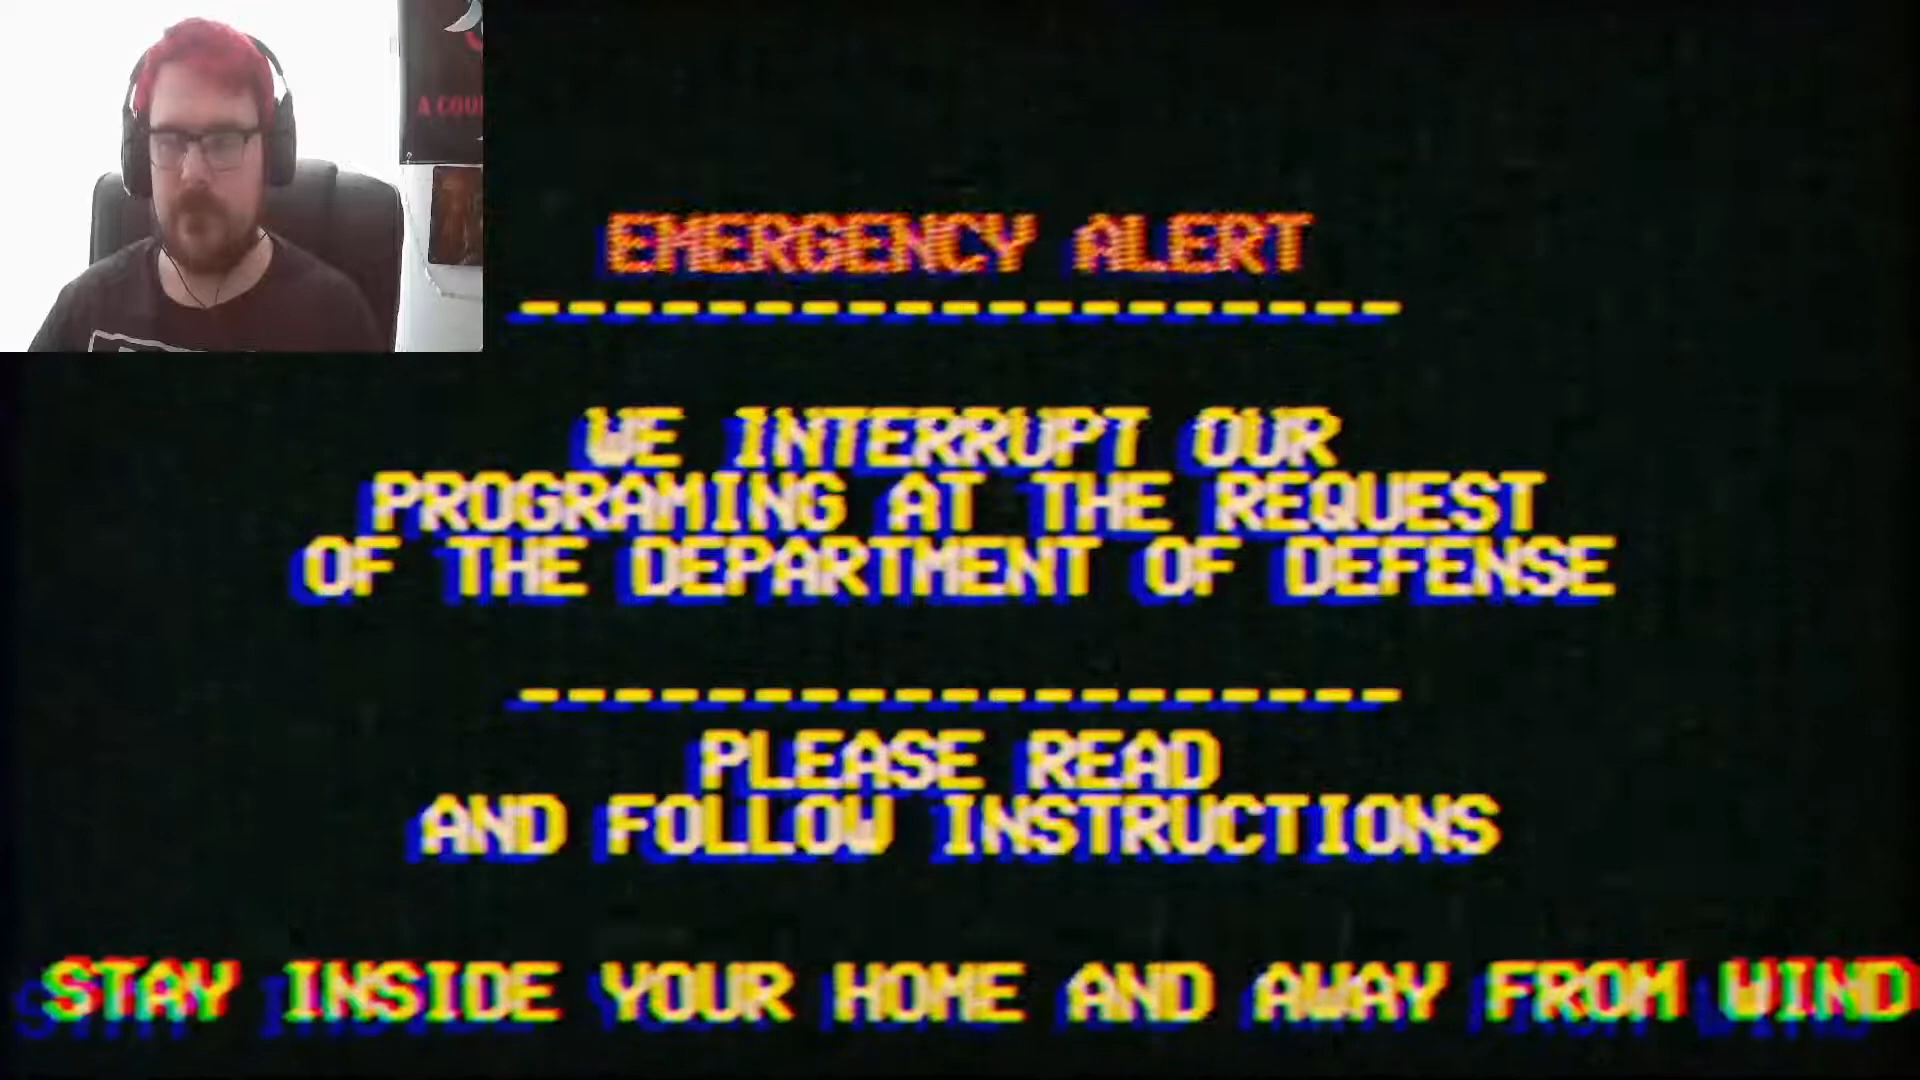 A COU
EMERGENCY ALERT
---------------------
WE INTERRUPT OUR
PROGRAMING AT THE REQUEST
OF THE DEPARTMENT OF DEFENSE
---------------------
PLEASE READ
AND FOLLOW INSTRUCTIONS
STAY INSIDE YOUR HOME AND AWAY FROM WIND